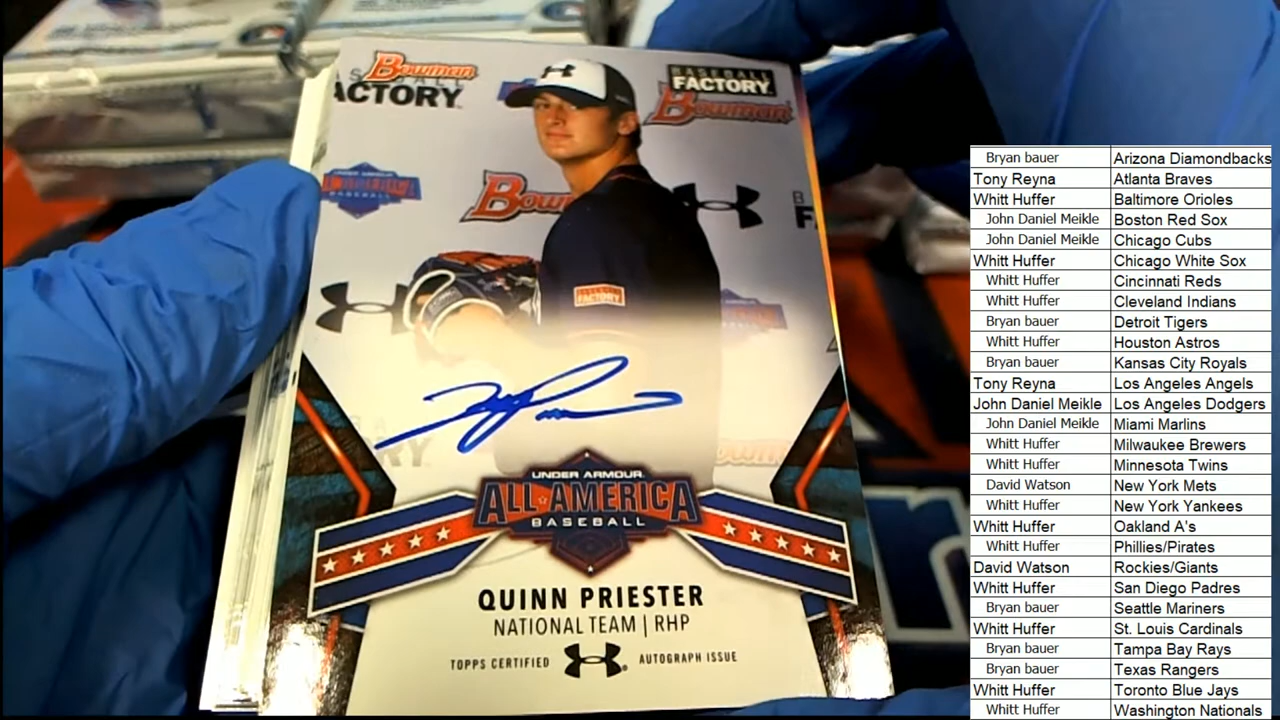 Bowman
FACTORY
BASEBALL
FACTORY
Bowman
UNDER ARMOUR
BASEBALL
FACTORY
UNDER ARMOUR
ALL AMERICA
BASEBALL
QUINN PRIESTER
NATIONAL TEAM | RHP
TOPPS CERTIFIED AUTOGRAPH ISSUE
Bryan bauer Arizona Diamondbacks
Tony Reyna Atlanta Braves
Whitt Huffer Baltimore Orioles
John Daniel Meikle Boston Red Sox
John Daniel Meikle Chicago Cubs
Whitt Huffer Chicago White Sox
Whitt Huffer Cincinnati Reds
Whitt Huffer Cleveland Indians
Bryan bauer Detroit Tigers
Whitt Huffer Houston Astros
Bryan bauer Kansas City Royals
Tony Reyna Los Angeles Angels
John Daniel Meikle Los Angeles Dodgers
John Daniel Meikle Miami Marlins
Whitt Huffer Milwaukee Brewers
Whitt Huffer Minnesota Twins
David Watson New York Mets
Whitt Huffer New York Yankees
Whitt Huffer Oakland A's
Whitt Huffer Phillies/Pirates
David Watson Rockies/Giants
Whitt Huffer San Diego Padres
Bryan bauer Seattle Mariners
Whitt Huffer St. Louis Cardinals
Bryan bauer Tampa Bay Rays
Bryan bauer Texas Rangers
Whitt Huffer Toronto Blue Jays
Whitt Huffer Washington Nationals